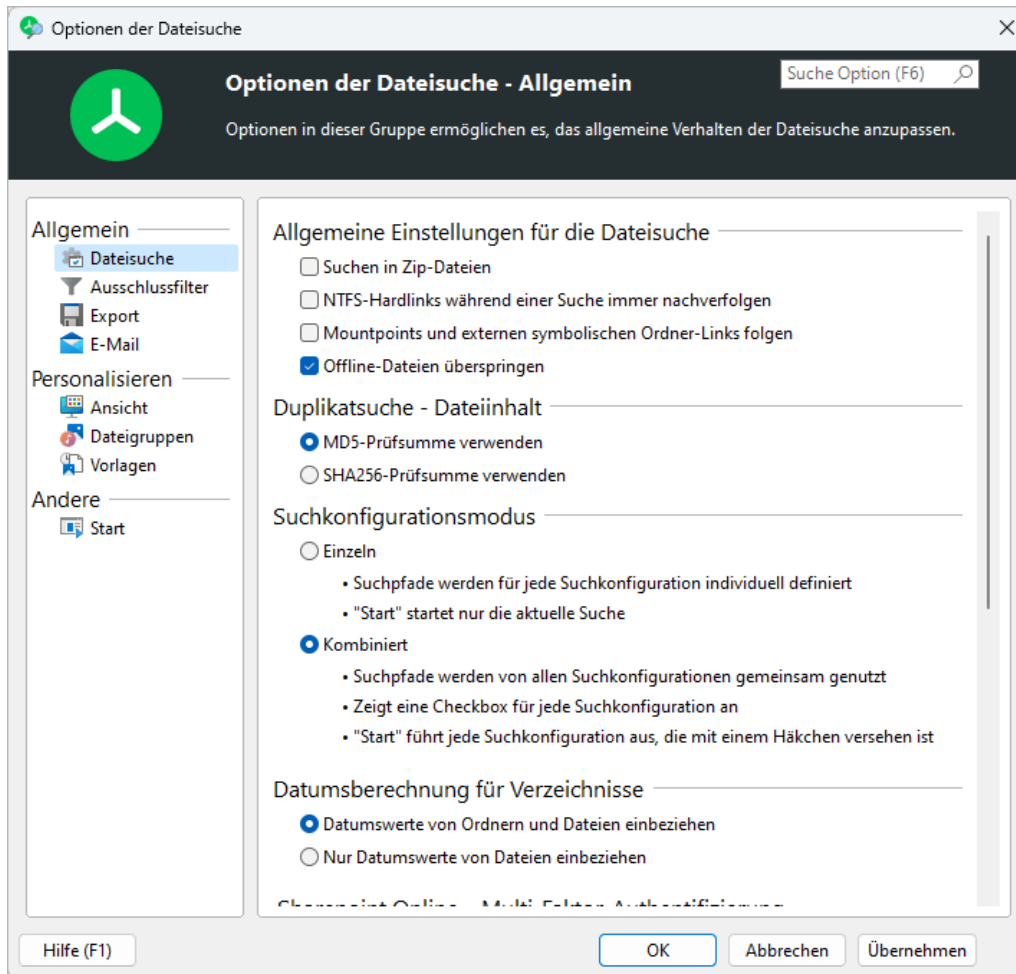 Optionen der Dateisuche
Optionen der Dateisuche - Allgemein
Suche Option (F6)
Optionen in dieser Gruppe ermöglichen es, das allgemeine Verhalten der Dateisuche anzupassen.
Allgemein
Dateisuche
Ausschlussfilter
Export
E-Mail
Personalisieren
Ansicht
Dateigruppen
Vorlagen
Andere
Start
Allgemeine Einstellungen für die Dateisuche
Suchen in Zip-Dateien
NTFS-Hardlinks während einer Suche immer nachverfolgen
Mountpoints und externen symbolischen Ordner-Links folgen
Offline-Dateien überspringen
Duplikatsuche - Dateiinhalt
MD5-Prüfsumme verwenden
SHA256-Prüfsumme verwenden
Suchkonfigurationsmodus
Einzeln
• Suchpfade werden für jede Suchkonfiguration individuell definiert
• "Start" startet nur die aktuelle Suche
Kombiniert
• Suchpfade werden von allen Suchkonfigurationen gemeinsam genutzt
• Zeigt eine Checkbox für jede Suchkonfiguration an
• "Start" führt jede Suchkonfiguration aus, die mit einem Häkchen versehen ist
Datumsberechnung für Verzeichnisse
Datumswerte von Ordnern und Dateien einbeziehen
Nur Datumswerte von Dateien einbeziehen
Sharepoint Online - Multi-Faktor-Authentifizierung
Hilfe (F1)
OK
Abbrechen
Übernehmen